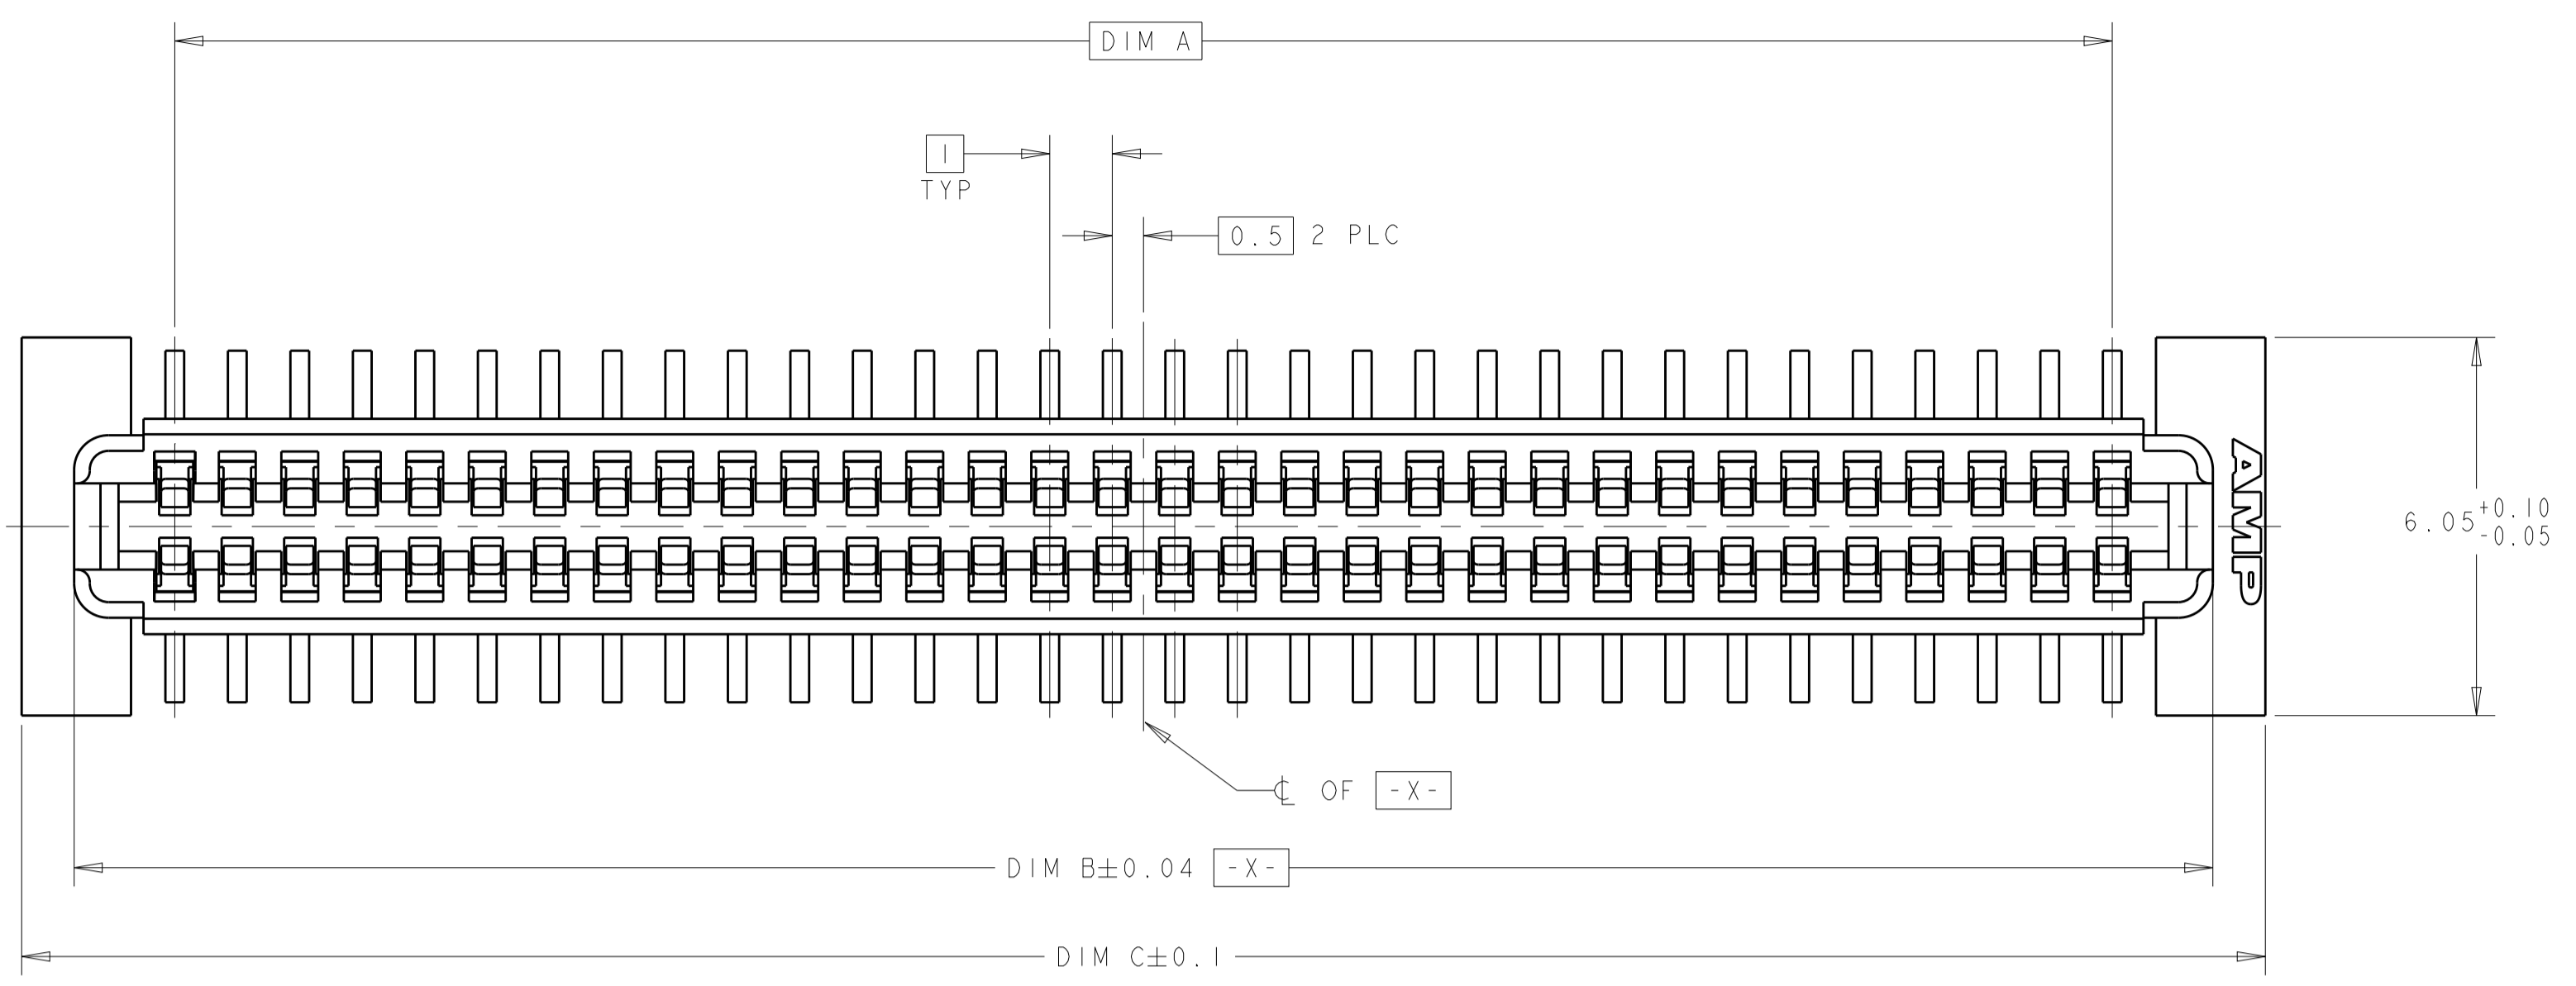 DIM A
1
TYP
0.5 2 PLC
AMP
6.05 +0.10 -0.05
℄ OF -X-
DIM B±0.04 -X-
DIM C±0.1